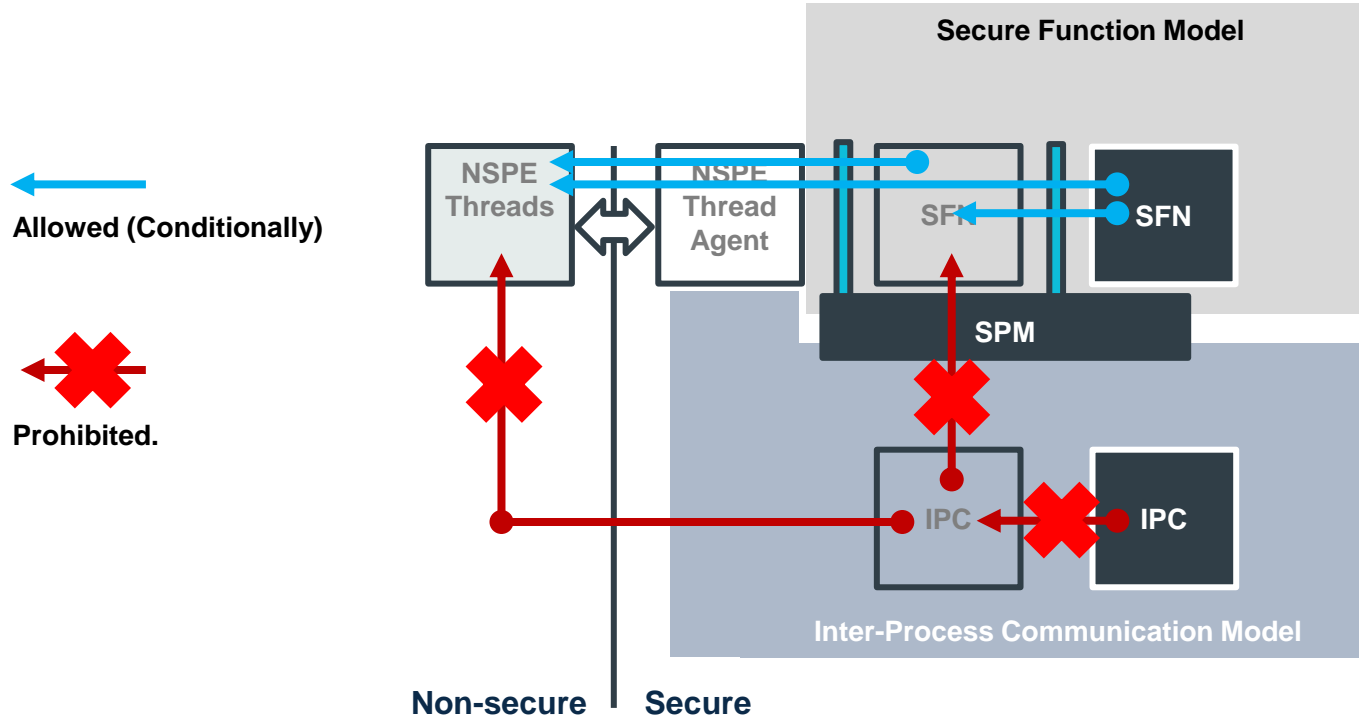 Secure Function Model
NSPE
Threads
NSPE
Thread
Agent
SFN
SFN
Allowed (Conditionally)
SPM
Prohibited.
IPC
IPC
Inter-Process Communication Model
Non-secure
Secure